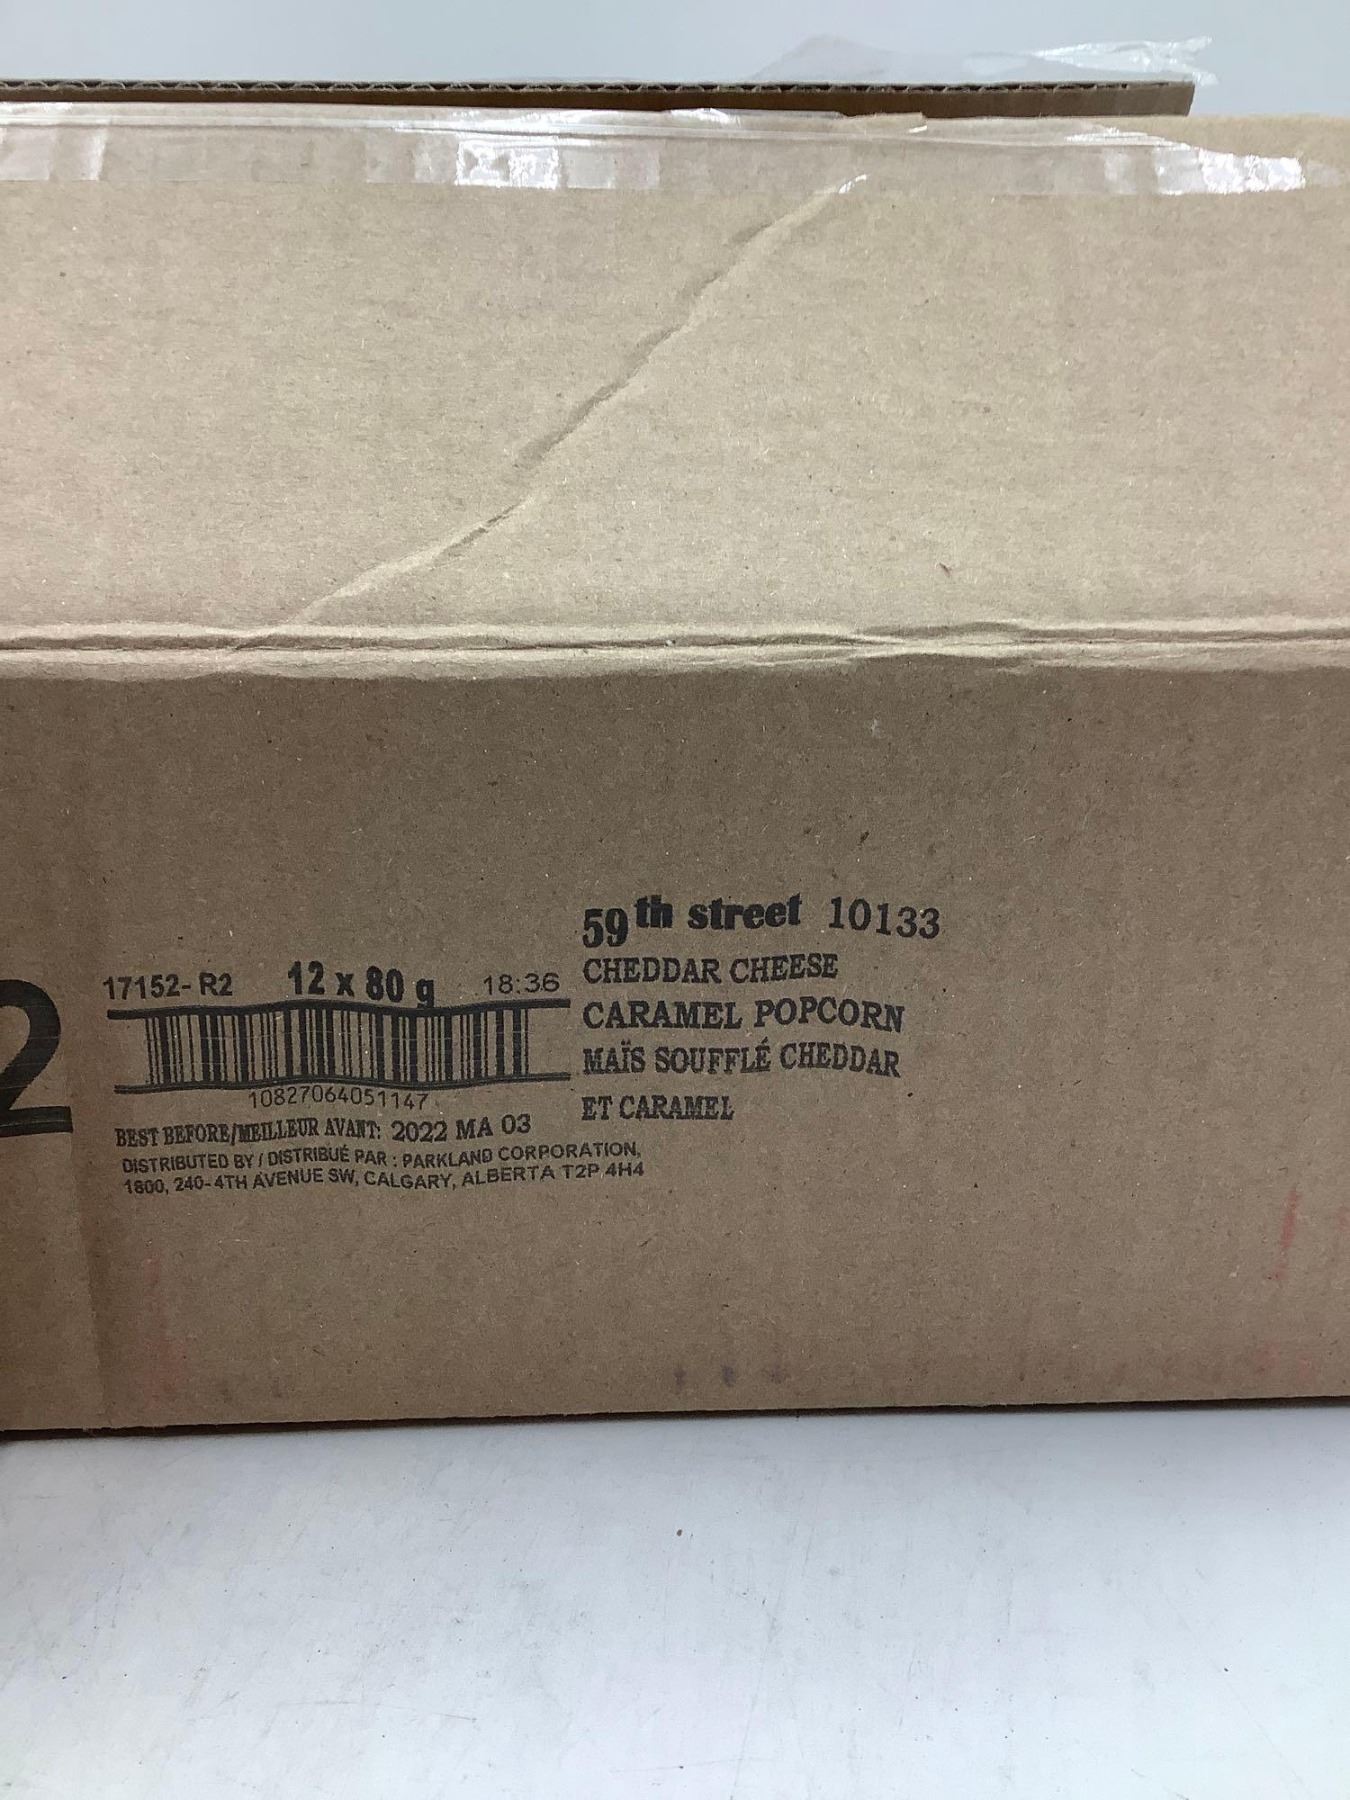 2
59th street 10133
CHEDDAR CHEESE
CARAMEL POPCORN
MAÏS SOUFFLÉ CHEDDAR
ET CARAMEL
17152-R2 12 x 80 g 18:36
10827064051147
BEST BEFORE/MEILLEUR AVANT: 2022 MA 03
DISTRIBUTED BY / DISTRIBUÉ PAR : PARKLAND CORPORATION,
1800, 240-4TH AVENUE SW, CALGARY, ALBERTA T2P 4H4